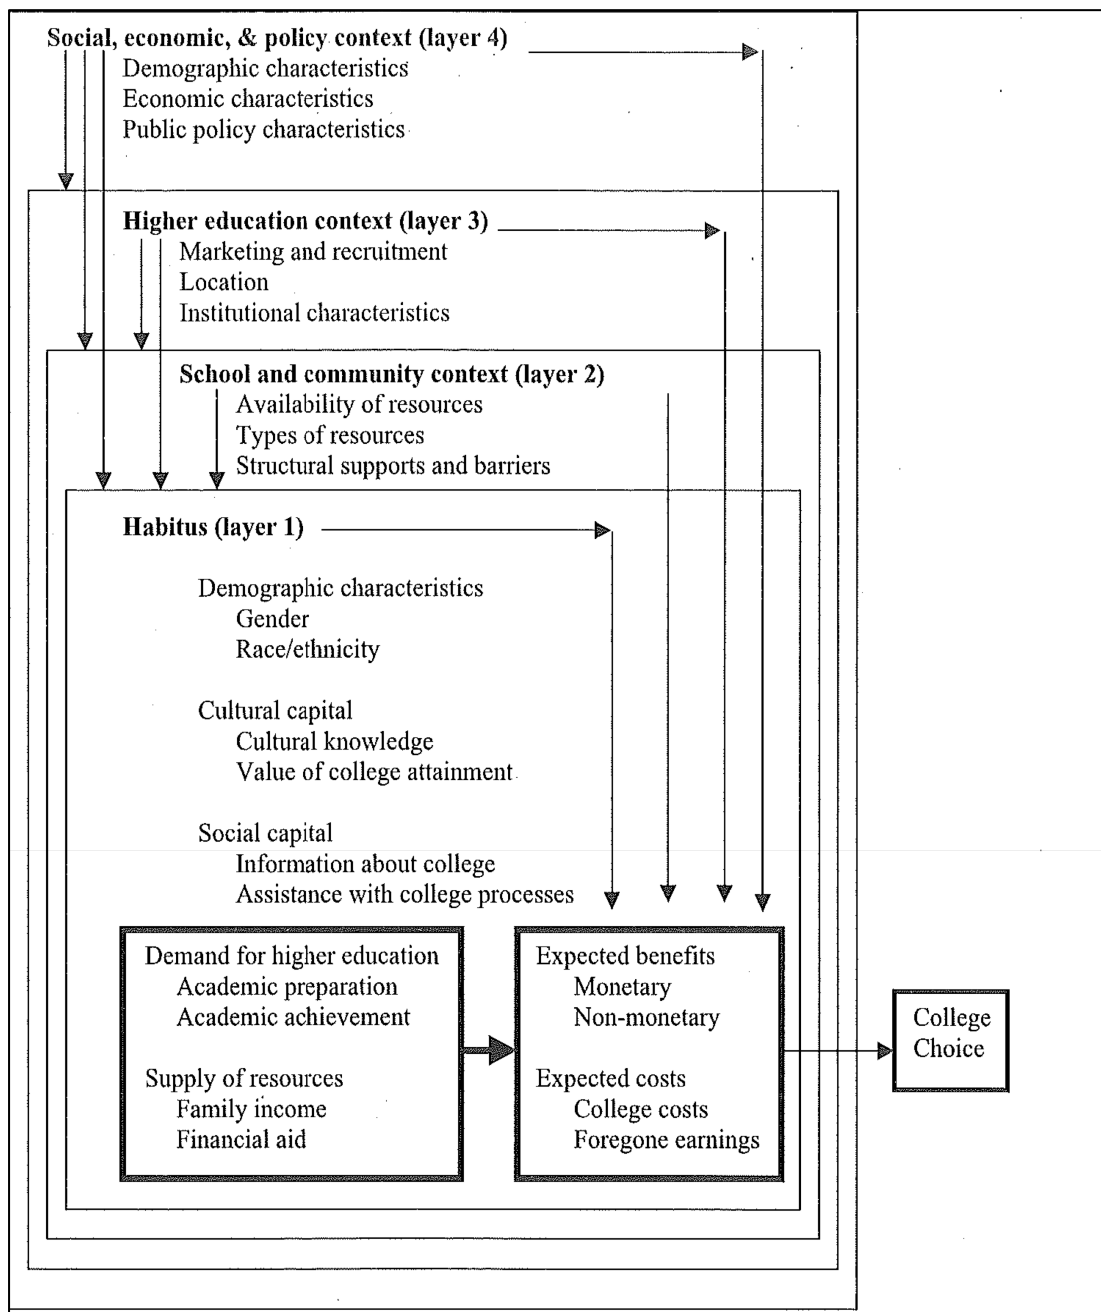 Social, economic, & policy context (layer 4)
Demographic characteristics
Economic characteristics
Public policy characteristics
Higher education context (layer 3)
Marketing and recruitment
Location
Institutional characteristics
School and community context (layer 2)
Availability of resources
Types of resources
Structural supports and barriers
Habitus (layer 1)
Demographic characteristics
Gender
Race/ethnicity
Cultural capital
Cultural knowledge
Value of college attainment
Social capital
Information about college
Assistance with college processes
Demand for higher education
Academic preparation
Academic achievement
Supply of resources
Family income
Financial aid
Expected benefits
Monetary
Non-monetary
Expected costs
College costs
Foregone earnings
College
Choice